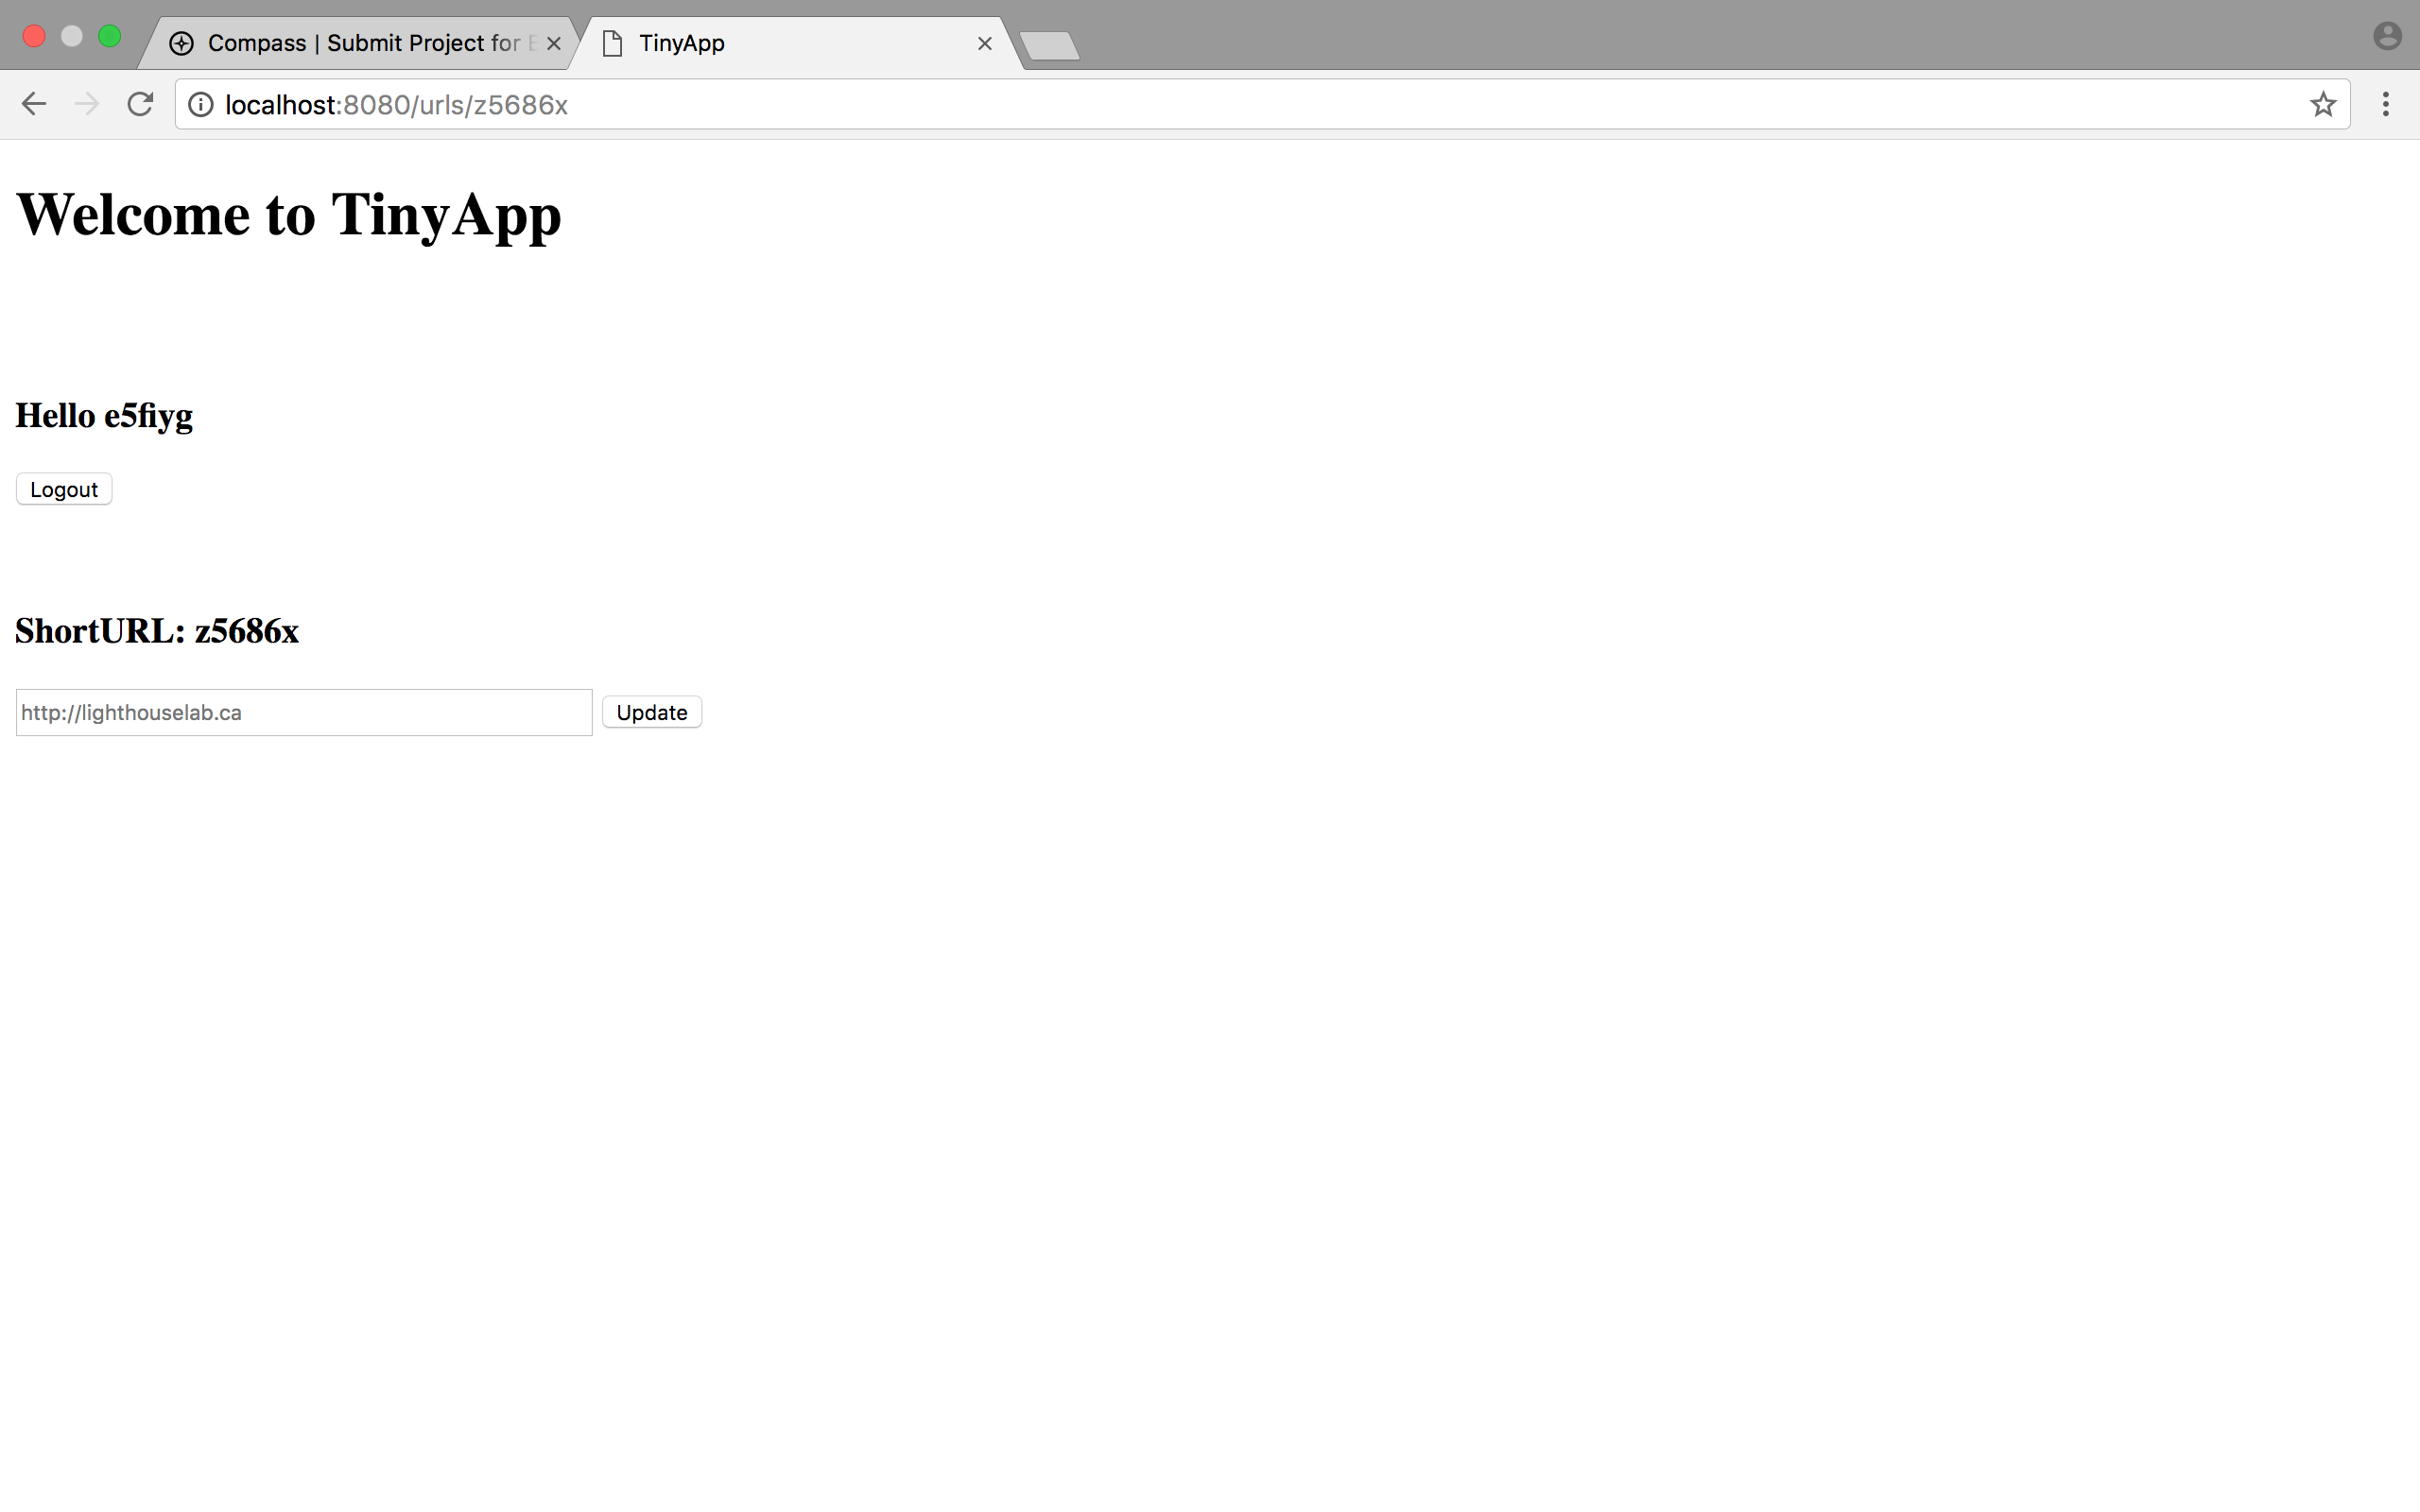 Compass | Submit Project for
TinyApp
localhost:8080/urls/z5686x
Welcome to TinyApp
Hello e5fiyg
Logout
ShortURL: z5686x
http://lighthouselab.ca
Update